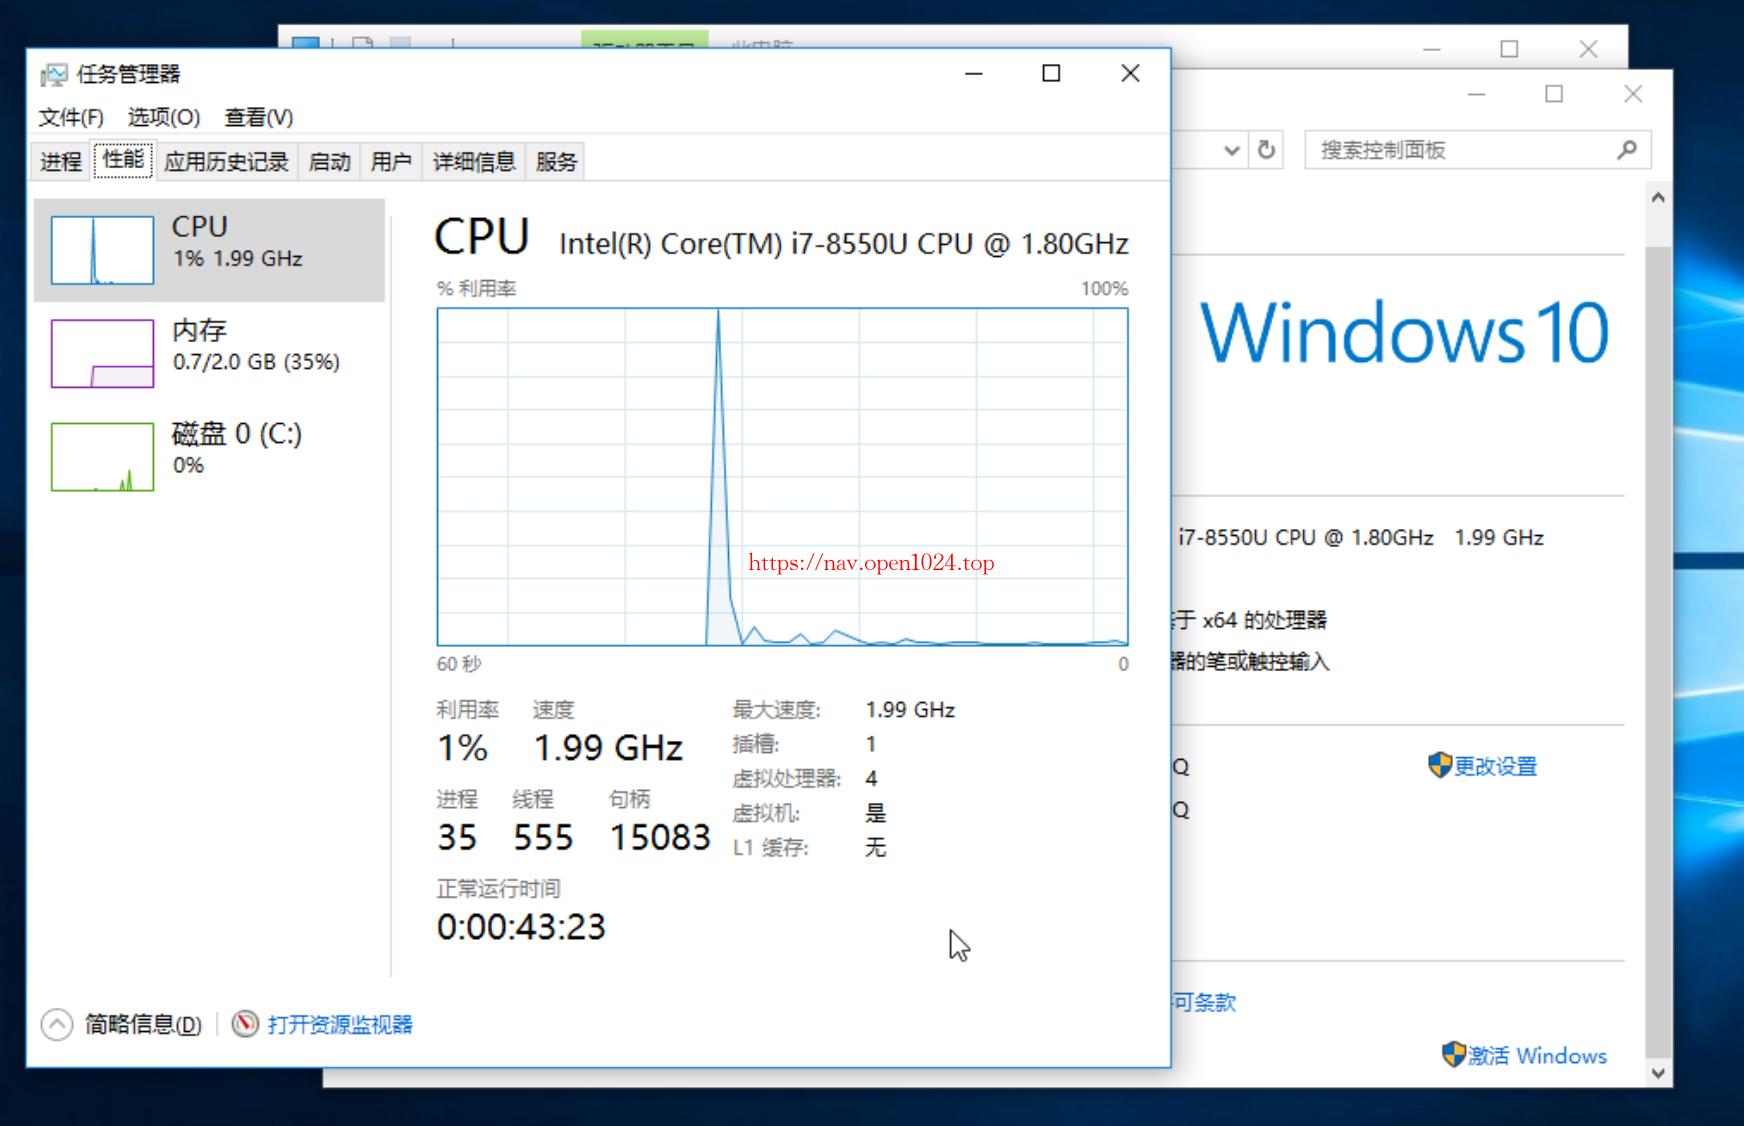 任务管理器
文件(F) 选项(O) 查看(V)
进程 性能 应用历史记录 启动 用户 详细信息 服务
CPU
1% 1.99 GHz
内存
0.7/2.0 GB (35%)
磁盘 0 (C:)
0%
CPU Intel(R) Core(TM) i7-8550U CPU @ 1.80GHz
% 利用率 100%
https://nav.open1024.top
60 秒 0
利用率 速度
1% 1.99 GHz
进程 线程 句柄
35 555 15083
正常运行时间
0:00:43:23
最大速度: 1.99 GHz
插槽: 1
虚拟处理器: 4
虚拟机: 是
L1 缓存: 无
简略信息(D) 打开资源监视器
搜索控制面板
Windows 10
i7-8550U CPU @ 1.80GHz 1.99 GHz
于 x64 的处理器
器的笔或触控输入
Q 更改设置
Q
可条款
激活 Windows